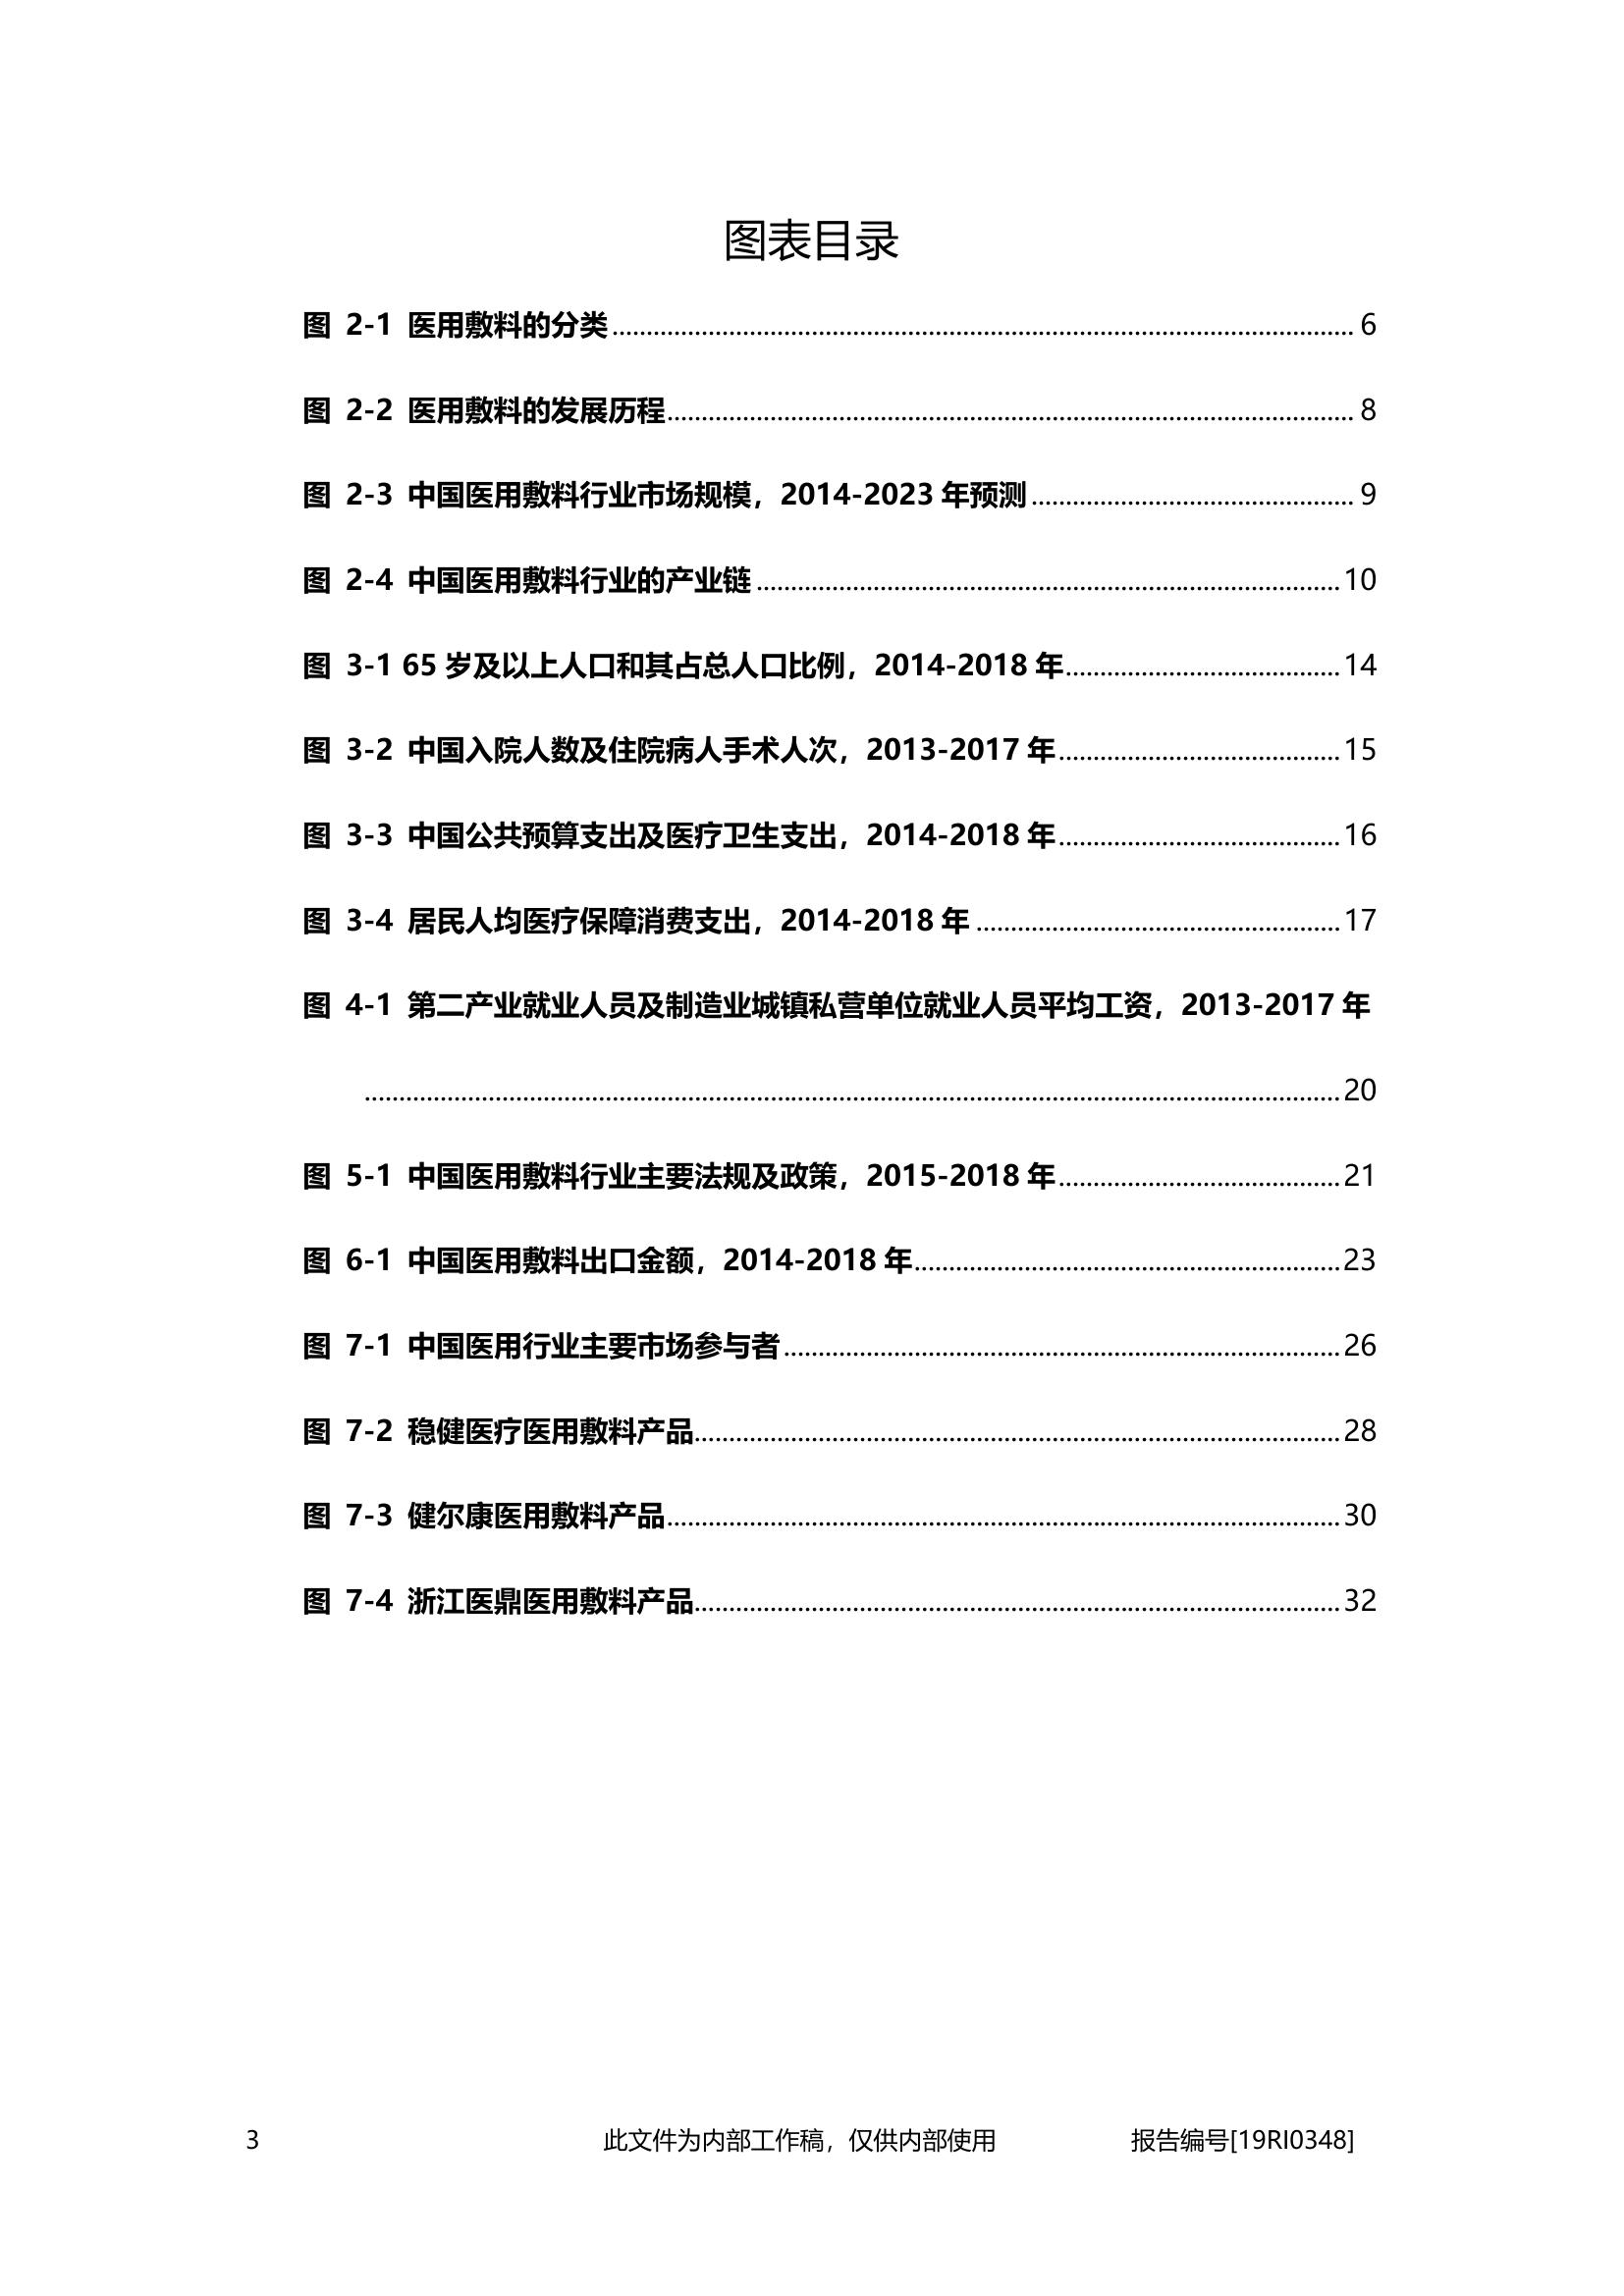 图表目录
图 2-1 医用敷料的分类 6
图 2-2 医用敷料的发展历程 8
图 2-3 中国医用敷料行业市场规模，2014-2023 年预测 9
图 2-4 中国医用敷料行业的产业链 10
图 3-1 65 岁及以上人口和其占总人口比例，2014-2018 年 14
图 3-2 中国入院人数及住院病人手术人次，2013-2017 年 15
图 3-3 中国公共预算支出及医疗卫生支出，2014-2018 年 16
图 3-4 居民人均医疗保障消费支出，2014-2018 年 17
图 4-1 第二产业就业人员及制造业城镇私营单位就业人员平均工资，2013-2017 年
20
图 5-1 中国医用敷料行业主要法规及政策，2015-2018 年 21
图 6-1 中国医用敷料出口金额，2014-2018 年 23
图 7-1 中国医用行业主要市场参与者 26
图 7-2 稳健医疗医用敷料产品 28
图 7-3 健尔康医用敷料产品 30
图 7-4 浙江医鼎医用敷料产品 32
3 此文件为内部工作稿，仅供内部使用 报告编号[19RI0348]